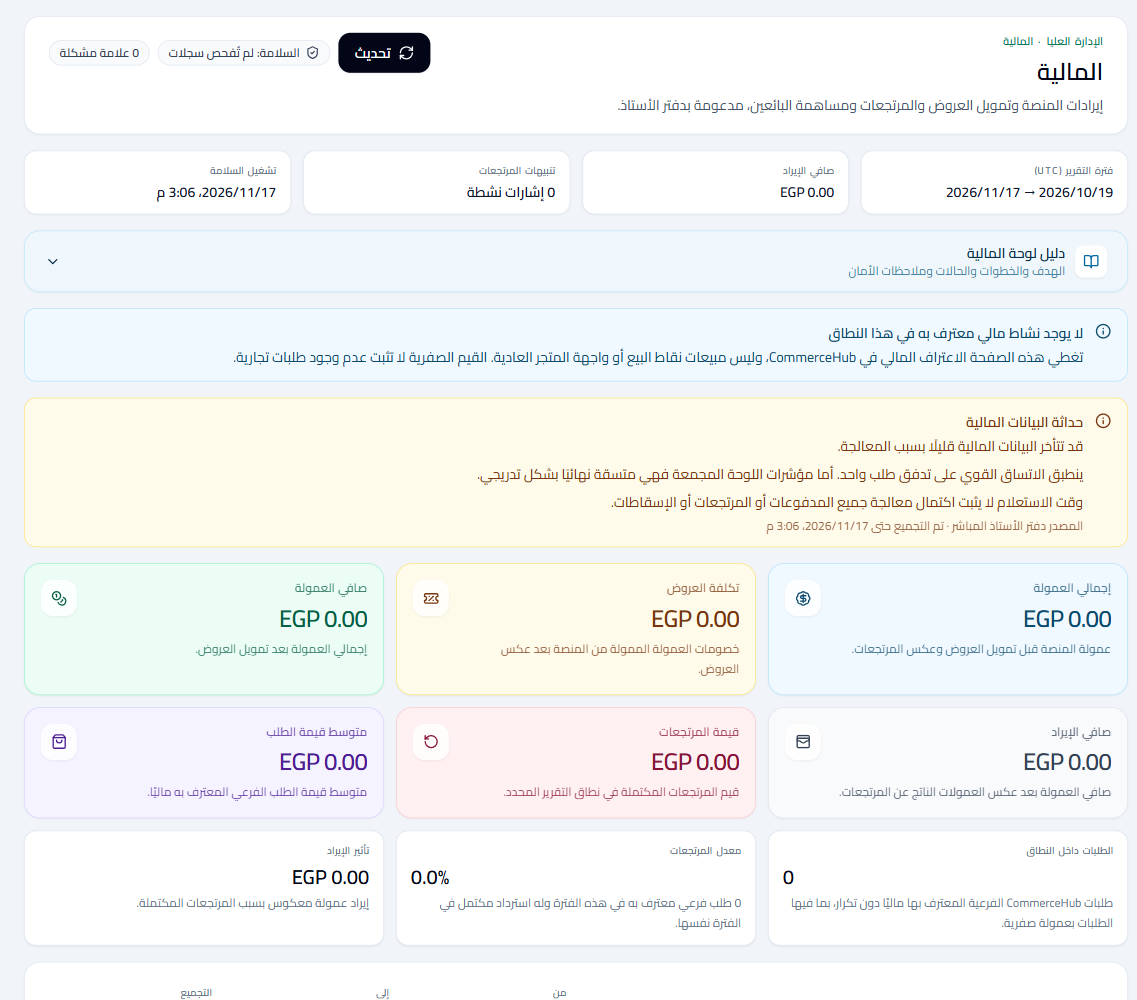 الإدارة العليا · المالية
المالية
إيرادات المنصة وتمويل العروض والمرتجعات ومساهمة البائعين، مدعومة بدفتر الأستاذ.
تحديث
السلامة: لم تُفحص سجلات
0 علامة مشكلة
فترة التقرير (UTC)
2026/10/19 → 2026/11/17
صافي الإيراد
EGP 0.00
تنبيهات المرتجعات
0 إشارات نشطة
تشغيل السلامة
2026/11/17، 3:06 م
دليل لوحة المالية
الهدف والخطوات والحالات وملاحظات الأمان
لا يوجد نشاط مالي معترف به في هذا النطاق
تغطي هذه الصفحة الاعتراف المالي في CommerceHub، وليس مبيعات نقاط البيع أو واجهة المتجر العادية. القيم الصفرية لا تثبت عدم وجود طلبات تجارية.
حداثة البيانات المالية
قد تتأخر البيانات المالية قليلًا بسبب المعالجة.
ينطبق الاتساق القوي على تدفق طلب واحد. أما مؤشرات اللوحة المجمعة فهي متسقة نهائيًا بشكل تدريجي.
وقت الاستعلام لا يثبت اكتمال معالجة جميع المدفوعات أو المرتجعات أو الإسقاطات.
المصدر دفتر الأستاذ المباشر · تم التجميع حتى 2026/11/17، 3:06 م
إجمالي العمولة
EGP 0.00
عمولة المنصة قبل تمويل العروض وعكس المرتجعات.
تكلفة العروض
EGP 0.00
خصومات العمولة الممولة من المنصة بعد عكس
العروض.
صافي العمولة
EGP 0.00
إجمالي العمولة بعد تمويل العروض.
صافي الإيراد
EGP 0.00
صافي العمولة بعد عكس العمولات الناتج عن المرتجعات.
قيمة المرتجعات
EGP 0.00
قيم المرتجعات المكتملة في نطاق التقرير المحدد.
متوسط قيمة الطلب
EGP 0.00
متوسط قيمة الطلب الفرعي المعترف به ماليًا.
الطلبات داخل النطاق
0
طلبات CommerceHub الفرعية المعترف بها ماليًا دون تكرار، بما فيها
الطلبات بعمولة صفرية.
معدل المرتجعات
0.0%
0 طلب فرعي معترف به في هذه الفترة وله استرداد مكتمل في
الفترة نفسها.
تأثير الإيراد
EGP 0.00
إيراد عمولة معكوس بسبب المرتجعات المكتملة.
من
إلى
التجميع